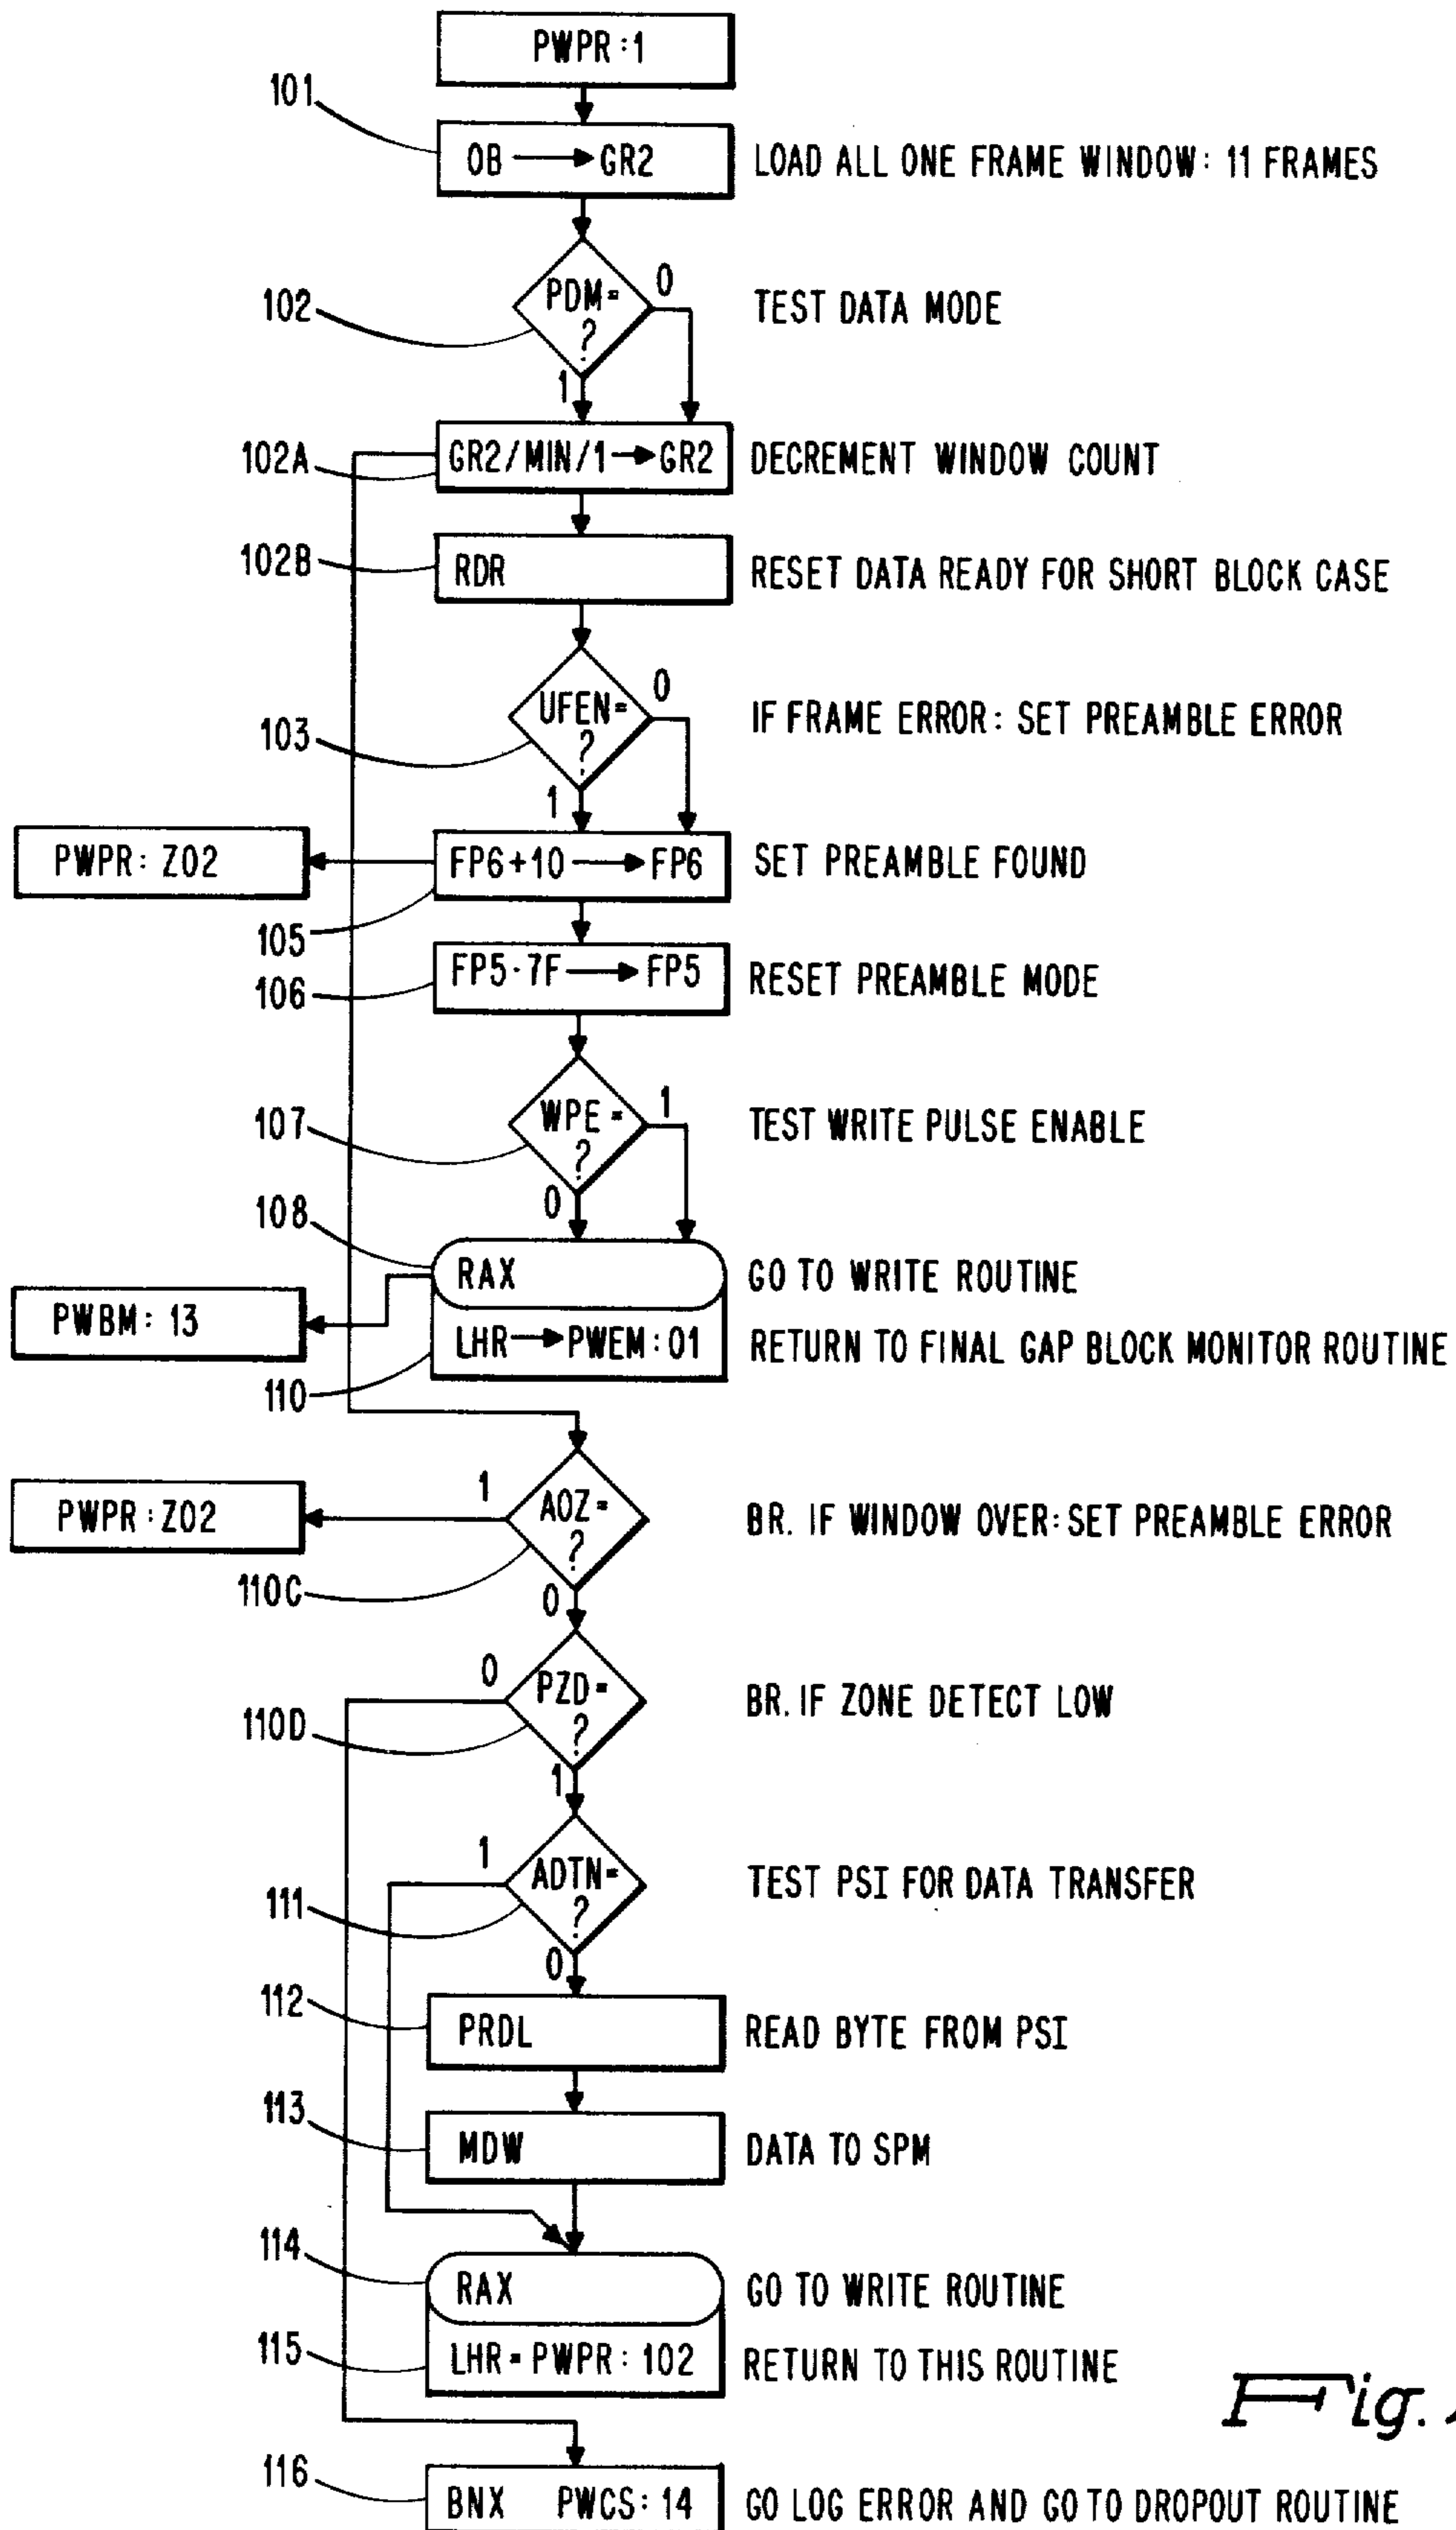 PWPR : 1
101
OB → GR2 LOAD ALL ONE FRAME WINDOW: 11 FRAMES
102
PDM= ? 0 1 TEST DATA MODE
102A
GR2/MIN/1 → GR2 DECREMENT WINDOW COUNT
102B
RDR RESET DATA READY FOR SHORT BLOCK CASE
103
UFEN= ? 0 1 IF FRAME ERROR: SET PREAMBLE ERROR
PWPR: Z02
FP6+10 → FP6 SET PREAMBLE FOUND
105
FP5·7F → FP5 RESET PREAMBLE MODE
106
107
WPE = ? 1 0 TEST WRITE PULSE ENABLE
108
RAX GO TO WRITE ROUTINE
PWBM: 13
LHR → PWEM: 01 RETURN TO FINAL GAP BLOCK MONITOR ROUTINE
110
PWPR : Z02
1 AOZ= ? 0 BR. IF WINDOW OVER: SET PREAMBLE ERROR
110C
0 PZD= ? 1 BR. IF ZONE DETECT LOW
110D
1 ADTN= ? 0 TEST PSI FOR DATA TRANSFER
111
112
PRDL READ BYTE FROM PSI
113
MDW DATA TO SPM
114
RAX GO TO WRITE ROUTINE
115
LHR = PWPR : 102 RETURN TO THIS ROUTINE
Fig.
116
BNX PWCS: 14 GO LOG ERROR AND GO TO DROPOUT ROUTINE